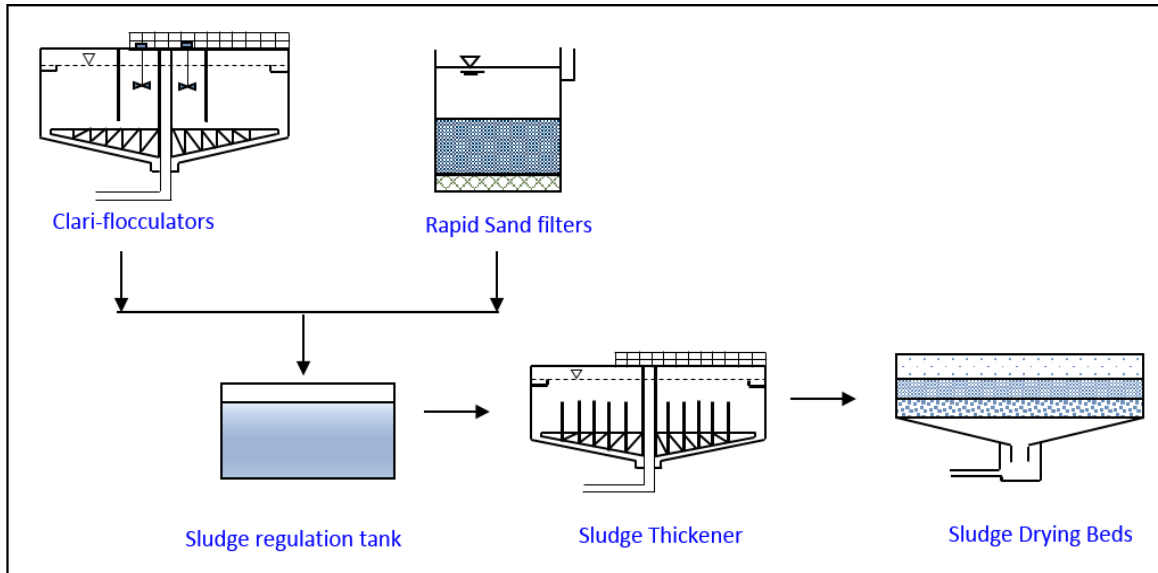 Clari-flocculators
Rapid Sand filters
Sludge regulation tank
Sludge Thickener
Sludge Drying Beds